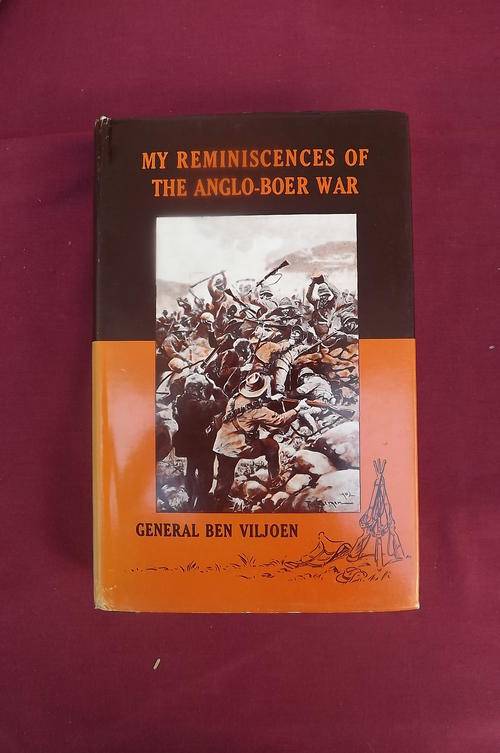 MY REMINISCENCES OF
THE ANGLO-BOER WAR
GENERAL BEN VILJOEN